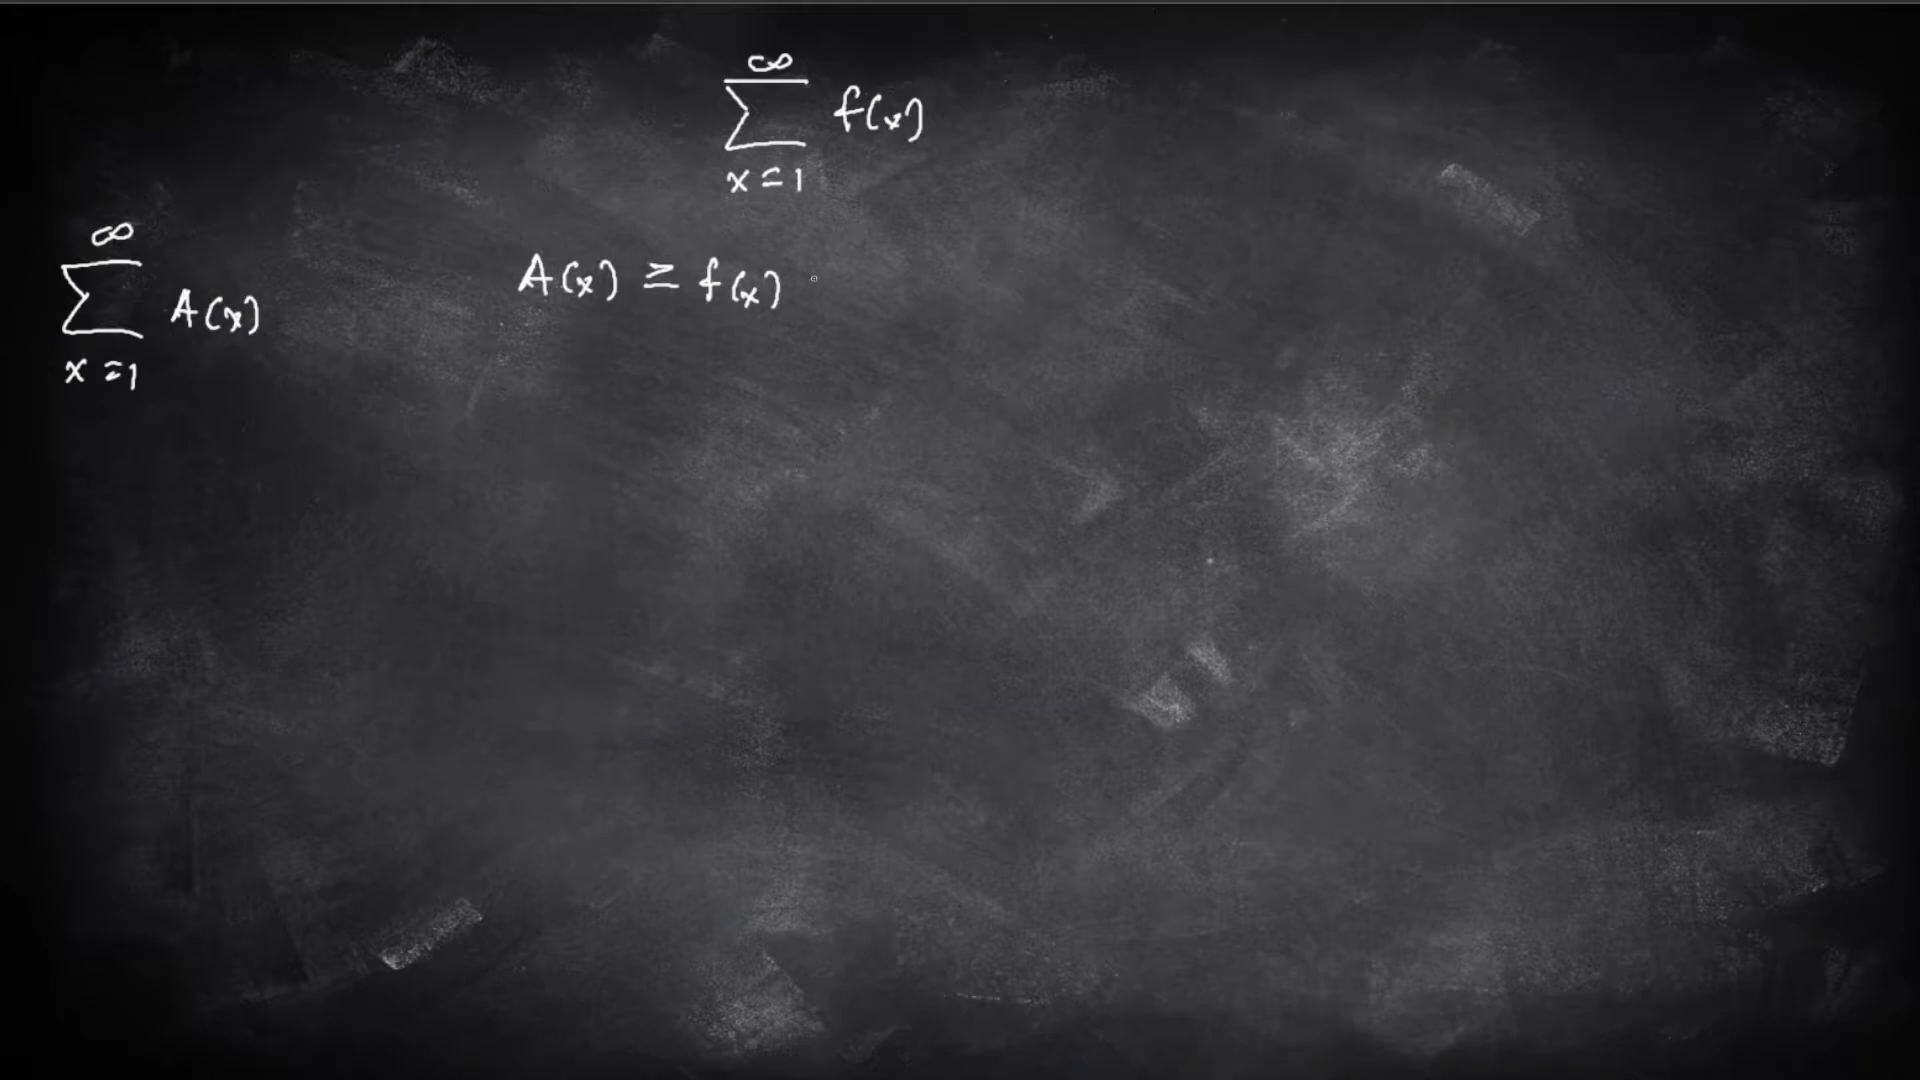 ∞
∑ f(x)
x=1
∞
∑ A(x)
x=1
A(x) ≥ f(x)